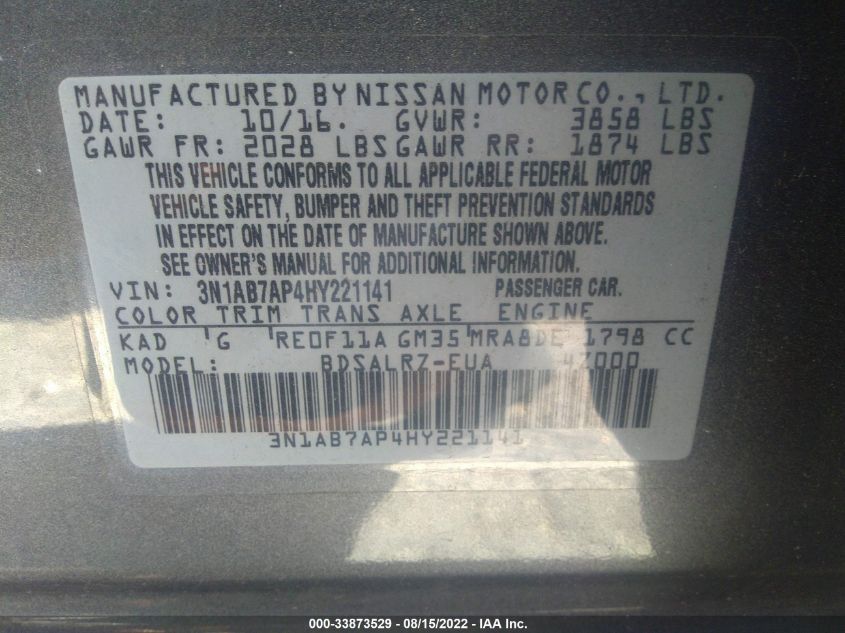 MANUFACTURED BY NISSAN MOTOR CO., LTD.
DATE: 10/16. GVWR: 3858 LBS
GAWR FR: 2028 LBS GAWR RR: 1874 LBS
THIS VEHICLE CONFORMS TO ALL APPLICABLE FEDERAL MOTOR
VEHICLE SAFETY, BUMPER AND THEFT PREVENTION STANDARDS
IN EFFECT ON THE DATE OF MANUFACTURE SHOWN ABOVE.
SEE OWNER'S MANUAL FOR ADDITIONAL INFORMATION.
VIN: 3N1AB7AP4HY221141 PASSENGER CAR.
COLOR TRIM TRANS AXLE ENGINE
KAD 'G 'RE0F11A GM35 MRA8DE 1798 CC
MODEL: BDSALRZ-EUA 4Z000
3N1AB7AP4HY221141
000-33873529 - 08/15/2022 - IAA Inc.